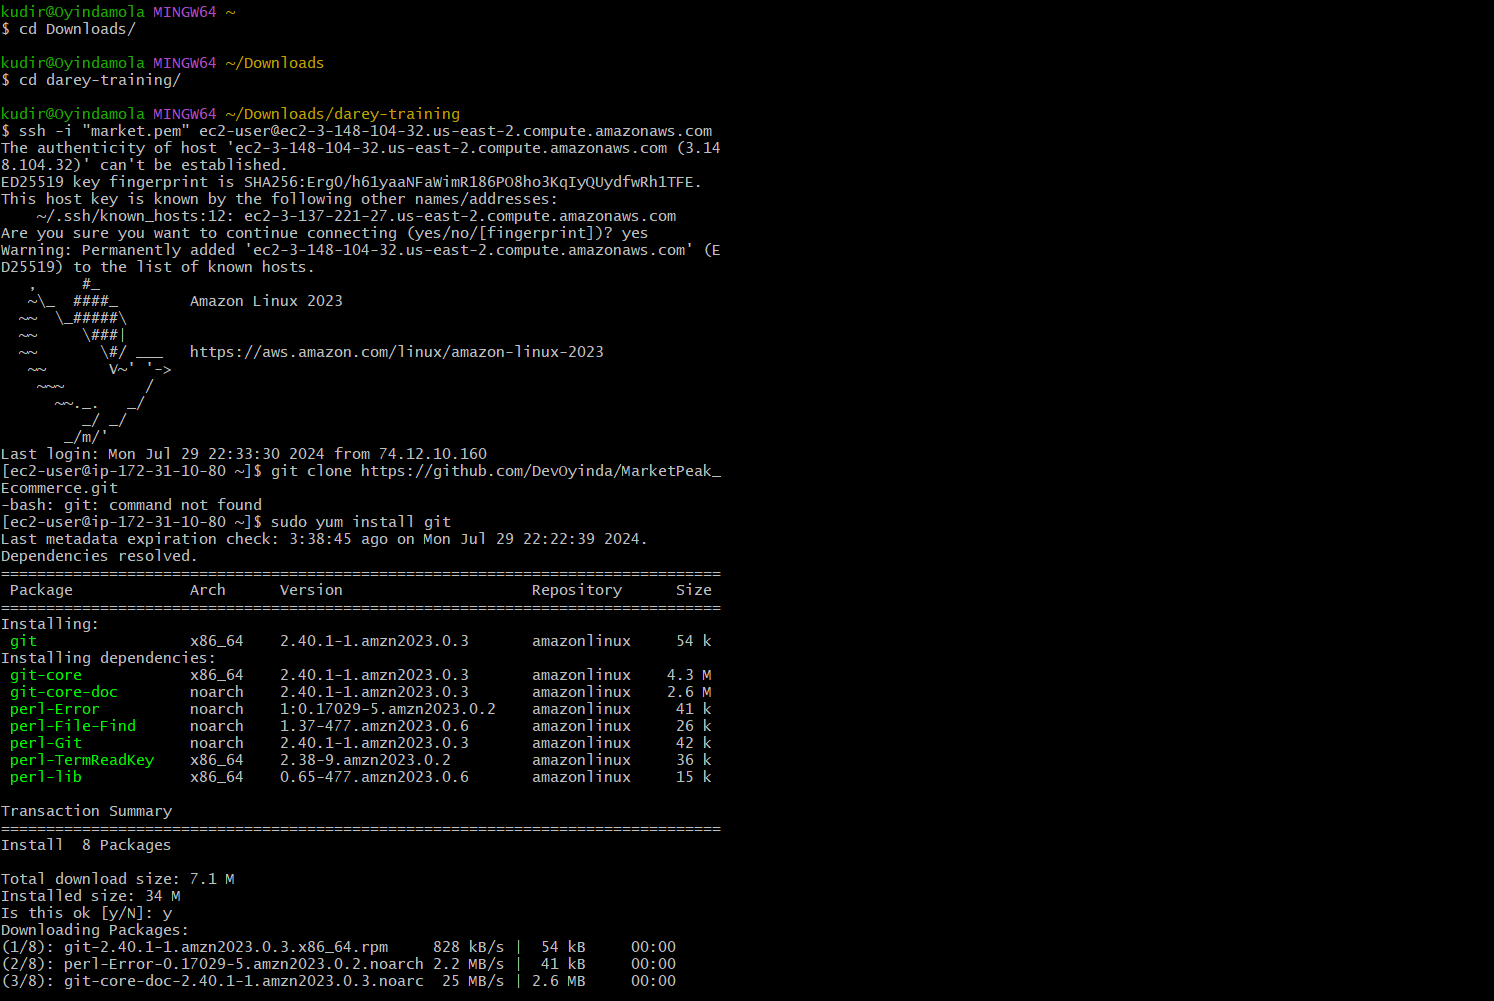 kudir@Oyindamola MINGW64 ~
$ cd Downloads/

kudir@Oyindamola MINGW64 ~/Downloads
$ cd darey-training/

kudir@Oyindamola MINGW64 ~/Downloads/darey-training
$ ssh -i "market.pem" ec2-user@ec2-3-148-104-32.us-east-2.compute.amazonaws.com
The authenticity of host 'ec2-3-148-104-32.us-east-2.compute.amazonaws.com (3.14
8.104.32)' can't be established.
ED25519 key fingerprint is SHA256:Erg0/h61yaaNFaWimR186PO8ho3KqIyQUydfwRh1TFE.
This host key is known by the following other names/addresses:
    ~/.ssh/known_hosts:12: ec2-3-137-221-27.us-east-2.compute.amazonaws.com
Are you sure you want to continue connecting (yes/no/[fingerprint])? yes
Warning: Permanently added 'ec2-3-148-104-32.us-east-2.compute.amazonaws.com' (E
D25519) to the list of known hosts.
   ,     #_
   ~\_  ####_        Amazon Linux 2023
  ~~  \_#####\
  ~~     \###|
  ~~       \#/ ___   https://aws.amazon.com/linux/amazon-linux-2023
   ~~       V~' '->
    ~~~         /
      ~~._.   _/
         _/ _/
       _/m/'
Last login: Mon Jul 29 22:33:30 2024 from 74.12.10.160
[ec2-user@ip-172-31-10-80 ~]$ git clone https://github.com/DevOyinda/MarketPeak_
Ecommerce.git
-bash: git: command not found
[ec2-user@ip-172-31-10-80 ~]$ sudo yum install git
Last metadata expiration check: 3:38:45 ago on Mon Jul 29 22:22:39 2024.
Dependencies resolved.
================================================================================
 Package             Arch      Version                     Repository      Size
================================================================================
Installing:
 git                 x86_64    2.40.1-1.amzn2023.0.3       amazonlinux     54 k
Installing dependencies:
 git-core            x86_64    2.40.1-1.amzn2023.0.3       amazonlinux    4.3 M
 git-core-doc        noarch    2.40.1-1.amzn2023.0.3       amazonlinux    2.6 M
 perl-Error          noarch    1:0.17029-5.amzn2023.0.2    amazonlinux     41 k
 perl-File-Find      noarch    1.37-477.amzn2023.0.6       amazonlinux     26 k
 perl-Git            noarch    2.40.1-1.amzn2023.0.3       amazonlinux     42 k
 perl-TermReadKey    x86_64    2.38-9.amzn2023.0.2         amazonlinux     36 k
 perl-lib            x86_64    0.65-477.amzn2023.0.6       amazonlinux     15 k

Transaction Summary
================================================================================
Install  8 Packages

Total download size: 7.1 M
Installed size: 34 M
Is this ok [y/N]: y
Downloading Packages:
(1/8): git-2.40.1-1.amzn2023.0.3.x86_64.rpm     828 kB/s |  54 kB     00:00
(2/8): perl-Error-0.17029-5.amzn2023.0.2.noarch 2.2 MB/s |  41 kB     00:00
(3/8): git-core-doc-2.40.1-1.amzn2023.0.3.noarc  25 MB/s | 2.6 MB     00:00